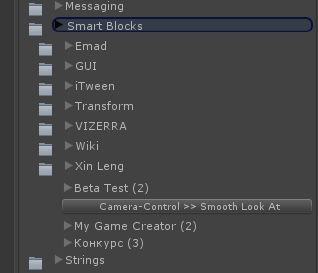 Messaging
Smart Blocks
Emad
GUI
iTween
Transform
VIZERRA
Wiki
Xin Leng
Beta Test (2)
Camera-Control >> Smooth Look At
My Game Creator (2)
Конкурс (3)
Strings